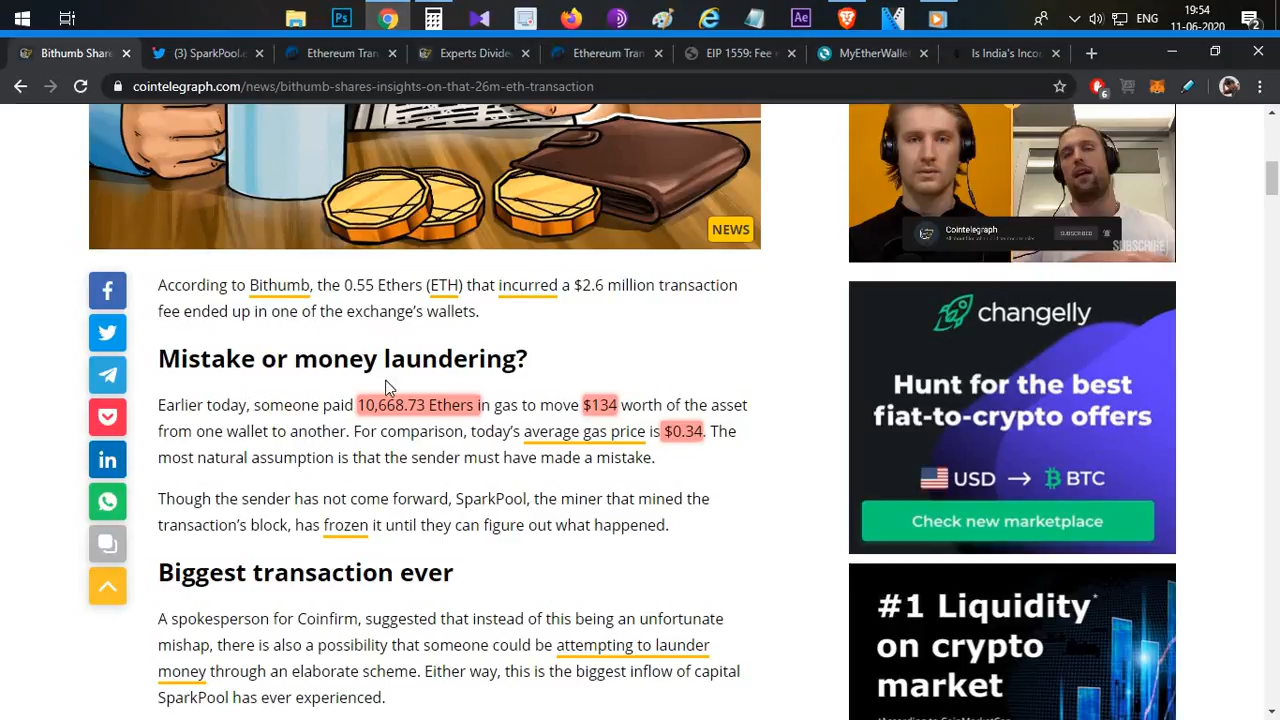 ENG
19:54
11-06-2020
Bithumb Shar
(3) SparkPool
Ethereum Tran
Experts Divide
Ethereum Tran
EIP 1559: Fee
MyEtherWalle
Is India's Inco
cointelegraph.com/news/bithumb-shares-insights-on-that-26m-eth-transaction
6
NEWS
Cointelegraph
SUBSCRIBED
SUBSCRIBE!
According to Bithumb, the 0.55 Ethers (ETH) that incurred a $2.6 million transaction
fee ended up in one of the exchange's wallets.
Mistake or money laundering?
Earlier today, someone paid 10,668.73 Ethers in gas to move $134 worth of the asset
from one wallet to another. For comparison, today's average gas price is $0.34. The
most natural assumption is that the sender must have made a mistake.
Though the sender has not come forward, SparkPool, the miner that mined the
transaction's block, has frozen it until they can figure out what happened.
Biggest transaction ever
A spokesperson for Coinfirm, suggested that instead of this being an unfortunate
mishap, there is also a possibility that someone could be attempting to launder
money through an elaborate scheme. Either way, this is the biggest inflow of capital
SparkPool has ever experienced.
changelly
Hunt for the best
fiat-to-crypto offers
USD → BTC
Check new marketplace
#1 Liquidity*
on crypto
market